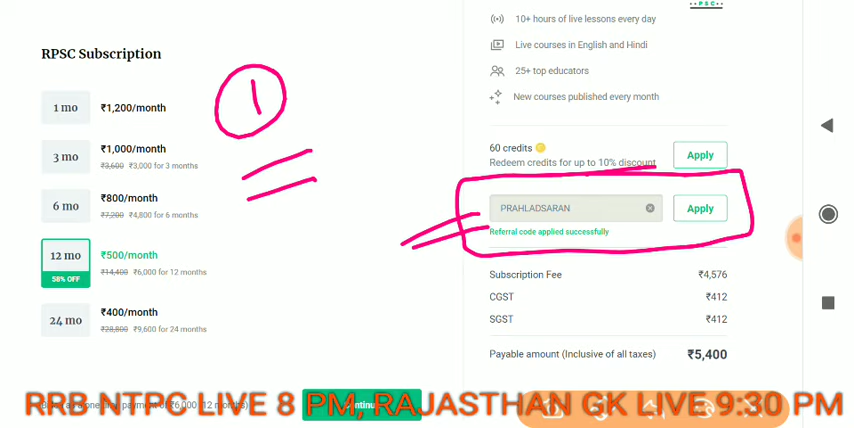 PSC
10+ hours of live lessons every day
Live courses in English and Hindi
25+ top educators
New courses published every month
RPSC Subscription
1 mo ₹1,200/month
3 mo ₹1,000/month
₹3,600 ₹3,000 for 3 months
6 mo ₹800/month
₹7,200 ₹4,800 for 6 months
12 mo ₹500/month
58% OFF ₹14,400 ₹6,000 for 12 months
24 mo ₹400/month
₹28,800 ₹9,600 for 24 months
1
60 credits
Redeem credits for up to 10% discount
Apply
PRAHLADSARAN
Apply
Referral code applied successfully
Subscription Fee ₹4,576
CGST ₹412
SGST ₹412
Payable amount (Inclusive of all taxes) ₹5,400
RRB NTPC LIVE 8 PM, RAJASTHAN GK LIVE 9:30 PM